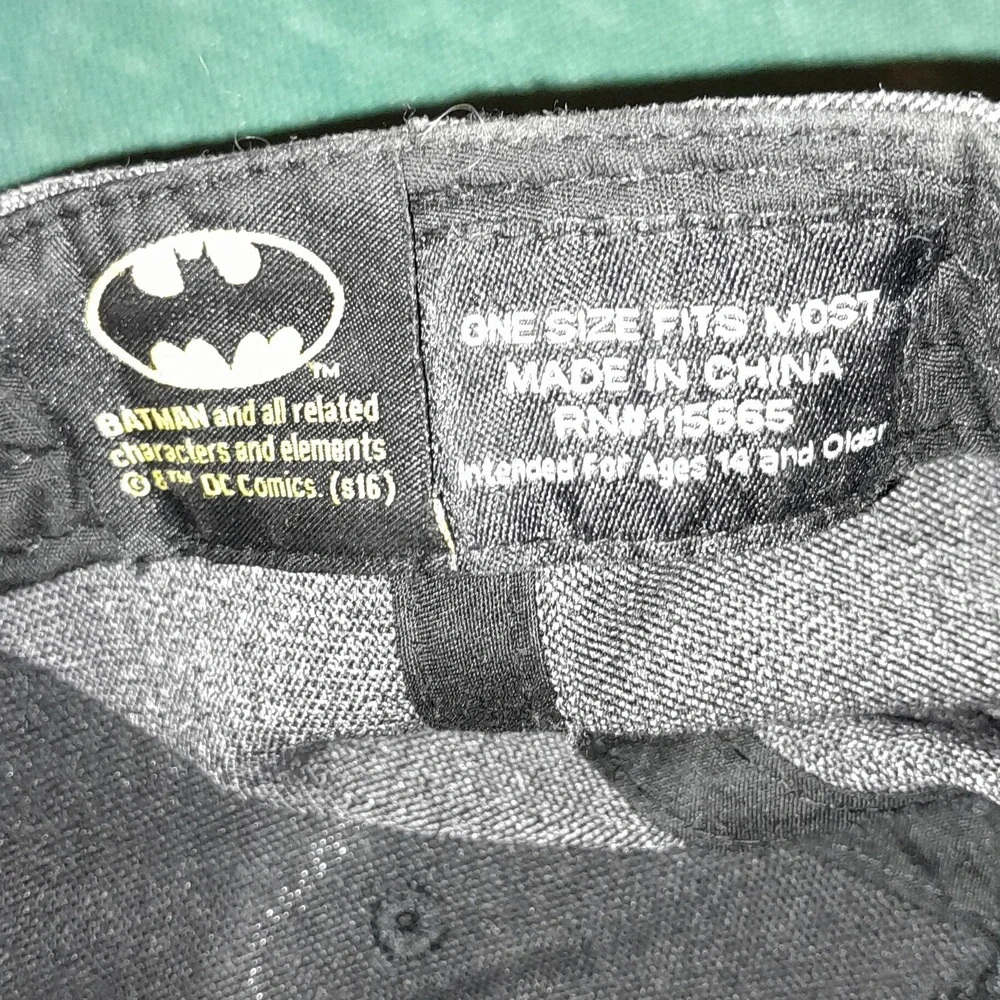 TM
BATMAN and all related
characters and elements
© & ™ DC Comics. (s16)
ONE SIZE FITS MOST
MADE IN CHINA
RN#115665
Intended For Ages 14 and Older